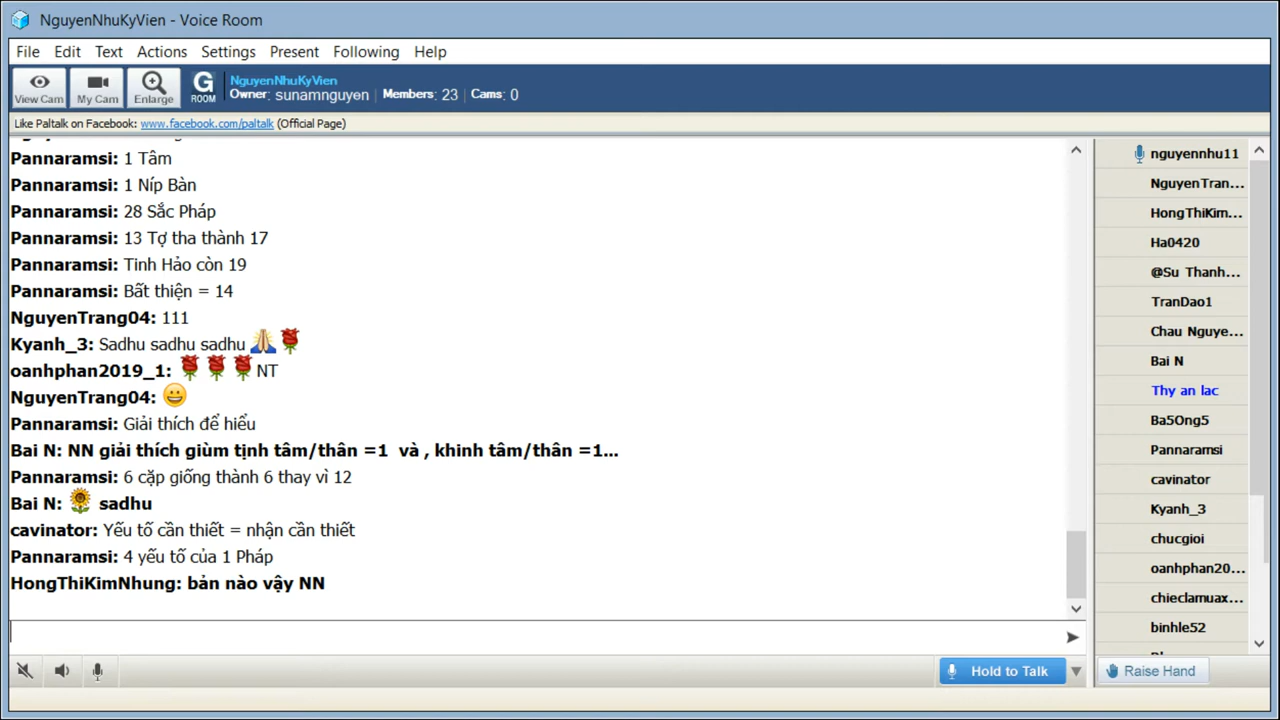 NguyenNhuKyVien - Voice Room
File Edit Text Actions Settings Present Following Help
View Cam
My Cam
Enlarge
G ROOM
NguyenNhuKyVien
Owner: sunamnguyen | Members: 23 | Cams: 0
Like Paltalk on Facebook: www.facebook.com/paltalk (Official Page)
Pannaramsi: 1 Tâm
Pannaramsi: 1 Níp Bàn
Pannaramsi: 28 Sắc Pháp
Pannaramsi: 13 Tợ tha thành 17
Pannaramsi: Tinh Hảo còn 19
Pannaramsi: Bất thiện = 14
NguyenTrang04: 111
Kyanh_3: Sadhu sadhu sadhu 🙏🌹
oanhphan2019_1: 🌹🌹🌹NT
NguyenTrang04: 😀
Pannaramsi: Giải thích để hiểu
Bai N: NN giải thích giùm tịnh tâm/thân =1 và , khinh tâm/thân =1...
Pannaramsi: 6 cặp giống thành 6 thay vì 12
Bai N: 🌻 sadhu
cavinator: Yếu tố cần thiết = nhận cần thiết
Pannaramsi: 4 yếu tố của 1 Pháp
HongThiKimNhung: bản nào vậy NN
nguyennhu11
NguyenTran...
HongThiKim...
Ha0420
@Su Thanh...
TranDao1
Chau Nguye...
Bai N
Thy an lac
Ba5Ong5
Pannaramsi
cavinator
Kyanh_3
chucgioi
oanhphan20...
chieclamuax...
binhle52
Hold to Talk
Raise Hand